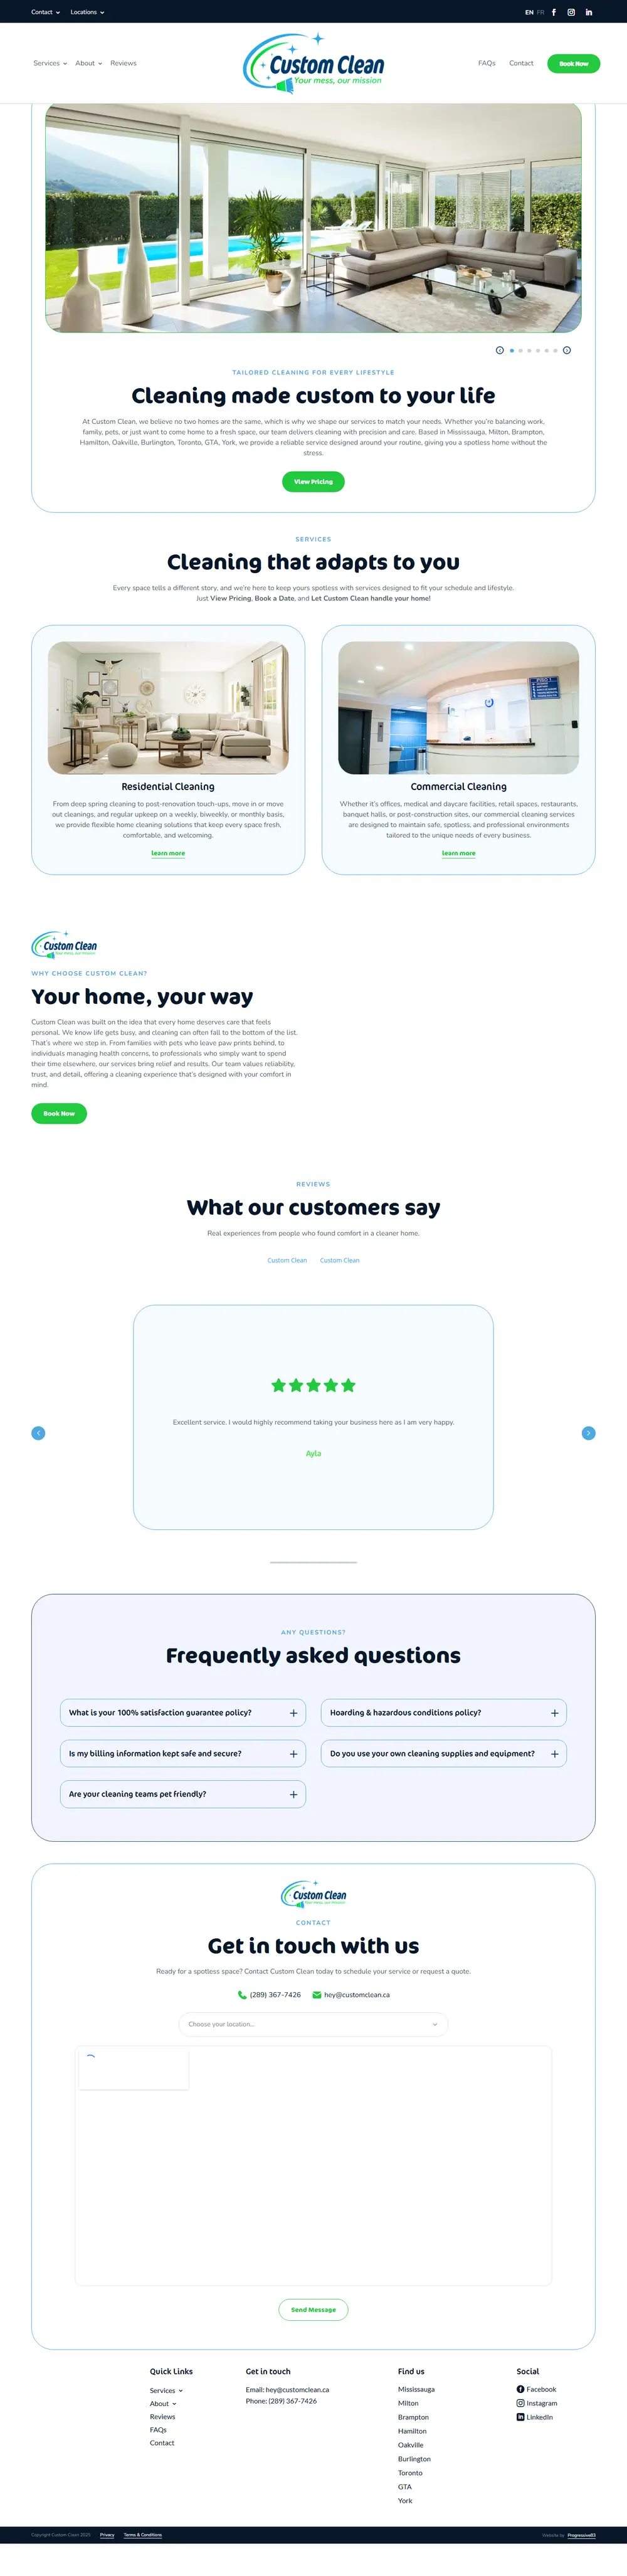 Contact Locations EN FR
Services About Reviews
Custom Clean
Your mess, our mission
FAQs Contact Book Now
TAILORED CLEANING FOR EVERY LIFESTYLE
Cleaning made custom to your life
At Custom Clean, we believe no two homes are the same, which is why we shape our services to match your needs. Whether you're balancing work,
family, pets, or just want to come home to a fresh space, our team delivers cleaning with precision and care. Based in Mississauga, Milton, Brampton,
Hamilton, Oakville, Burlington, Toronto, GTA, York, we provide a reliable service designed around your routine, giving you a spotless home without the
stress.
View Pricing
SERVICES
Cleaning that adapts to you
Every space tells a different story, and we're here to keep yours spotless with services designed to fit your schedule and lifestyle.
Just View Pricing, Book a Date, and Let Custom Clean handle your home!
PISO 1
Residential Cleaning
From deep spring cleaning to post-renovation touch-ups, move in or move
out cleanings, and regular upkeep on a weekly, biweekly, or monthly basis,
we provide flexible home cleaning solutions that keep every space fresh,
comfortable, and welcoming.
learn more
Commercial Cleaning
Whether it's offices, medical and daycare facilities, retail spaces, restaurants,
banquet halls, or post-construction sites, our commercial cleaning services
are designed to maintain safe, spotless, and professional environments
tailored to the unique needs of every business.
learn more
Custom Clean
Your mess, our mission
WHY CHOOSE CUSTOM CLEAN?
Your home, your way
Custom Clean was built on the idea that every home deserves care that feels
personal. We know life gets busy, and cleaning can often fall to the bottom of the list.
That's where we step in. From families with pets who leave paw prints behind, to
individuals managing health concerns, to professionals who simply want to spend
their time elsewhere, our services bring relief and results. Our team values reliability,
trust, and detail, offering a cleaning experience that's designed with your comfort in
mind.
Book Now
REVIEWS
What our customers say
Real experiences from people who found comfort in a cleaner home.
Custom Clean Custom Clean
Excellent service. I would highly recommend taking your business here as I am very happy.
Ayla
ANY QUESTIONS?
Frequently asked questions
What is your 100% satisfaction guarantee policy?
Hoarding & hazardous conditions policy?
Is my billing information kept safe and secure?
Do you use your own cleaning supplies and equipment?
Are your cleaning teams pet friendly?
Custom Clean
Your mess, our mission
CONTACT
Get in touch with us
Ready for a spotless space? Contact Custom Clean today to schedule your service or request a quote.
(289) 367-7426 hey@customclean.ca
Choose your location...
Send Message
Quick Links
Services
About
Reviews
FAQs
Contact
Get in touch
Email: hey@customclean.ca
Phone: (289) 367-7426
Find us
Mississauga
Milton
Brampton
Hamilton
Oakville
Burlington
Toronto
GTA
York
Social
Facebook
Instagram
LinkedIn
Copyright Custom Clean 2025 Privacy Terms & Conditions Website by Progressive83